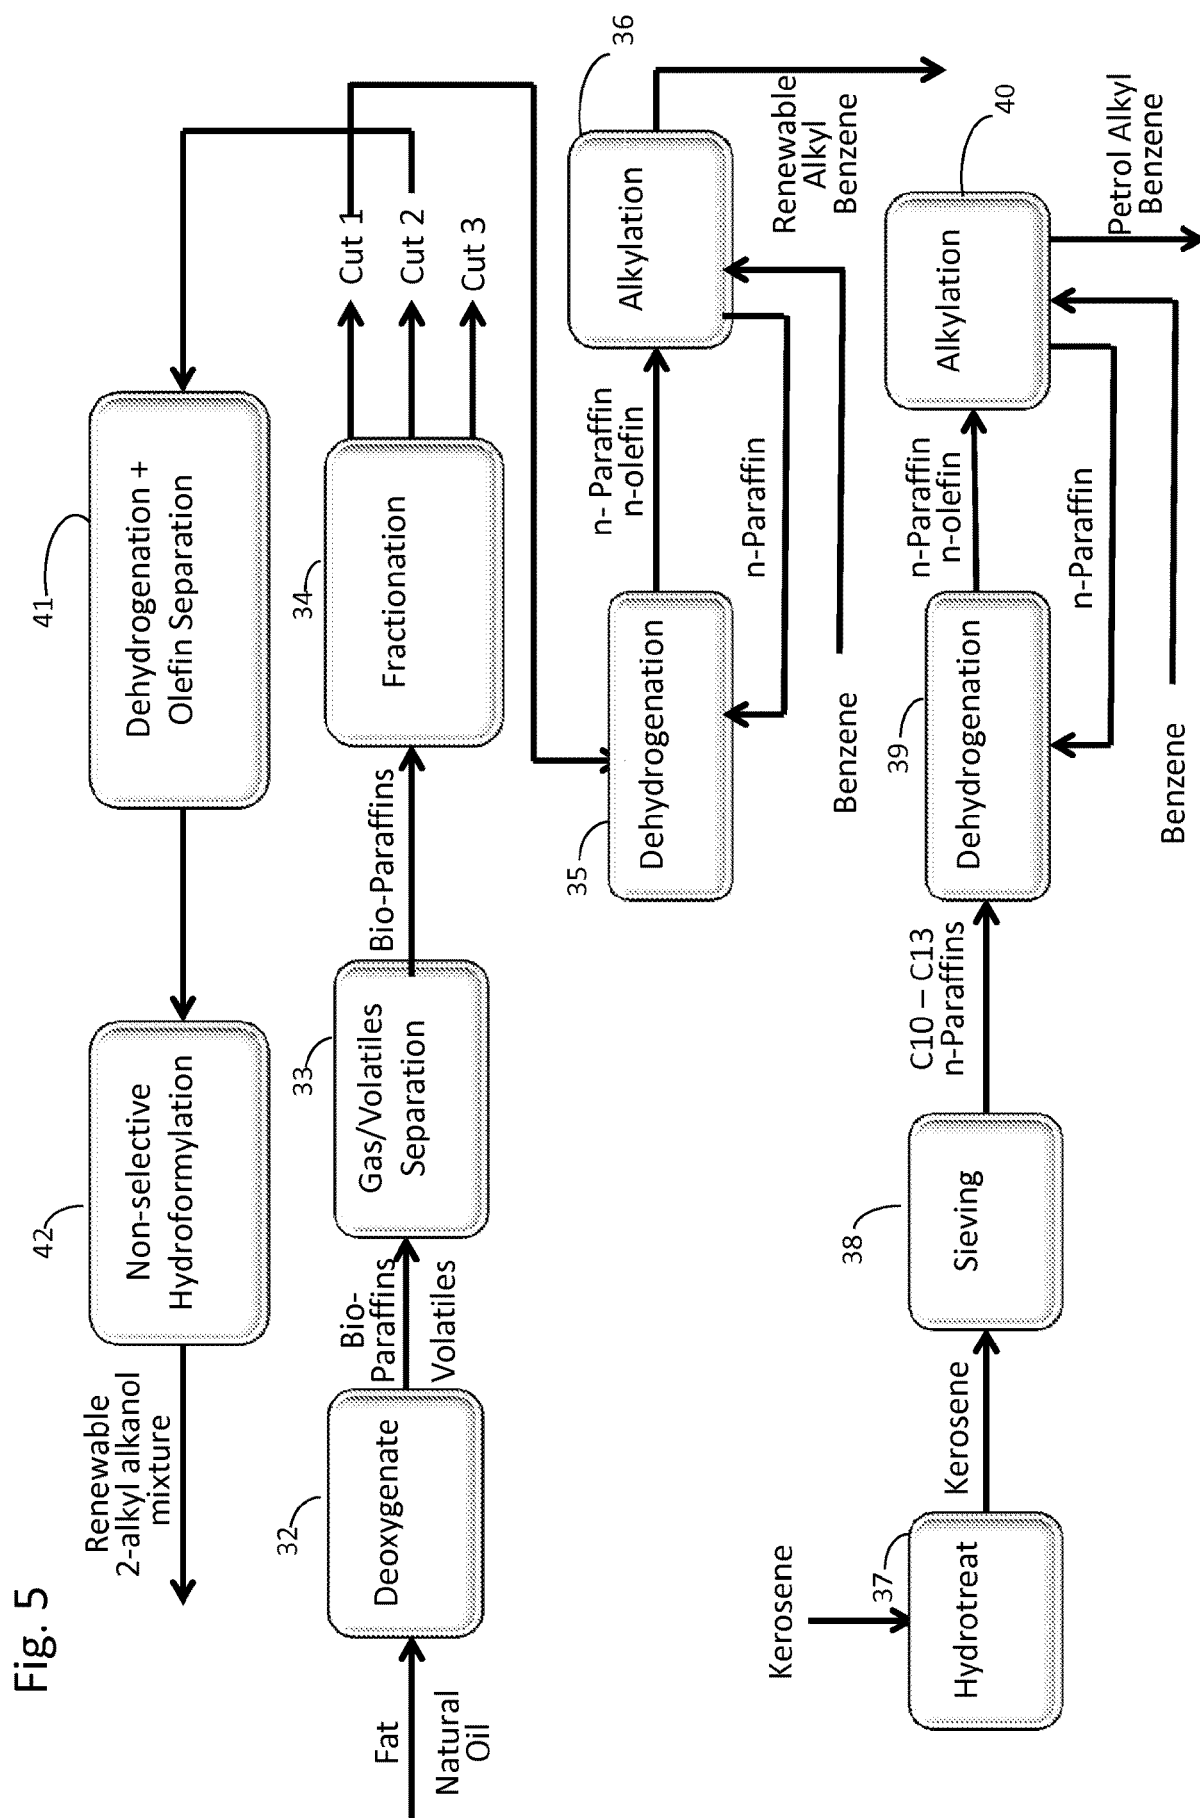 Fig. 5
Renewable
2-alkyl alkanol
mixture
42
Non-selective
Hydroformylation
41
Dehydrogenation +
Olefin Separation
Fat
Natural
Oil
32
Deoxygenate
Bio-
Paraffins
Volatiles
33
Gas/Volatiles
Separation
Bio-Paraffins
34
Fractionation
Cut 1
Cut 2
Cut 3
35
Dehydrogenation
n- Paraffin
n-olefin
n-Paraffin
Benzene
36
Alkylation
Renewable
Alkyl
Benzene
Kerosene
37
Hydrotreat
Kerosene
38
Sieving
C10 – C13
n-Paraffins
39
Dehydrogenation
n-Paraffin
n-olefin
n-Paraffin
Benzene
40
Alkylation
Petrol Alkyl
Benzene